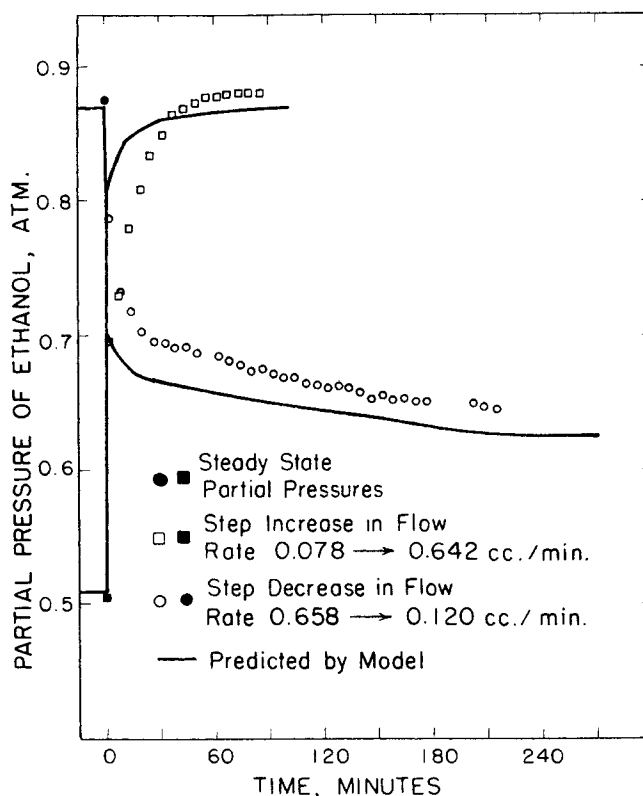 PARTIAL PRESSURE OF ETHANOL, ATM.
0.9
0.8
0.7
0.6
0.5
Steady State
Partial Pressures
Step Increase in Flow
Rate 0.078 → 0.642 cc./min.
Step Decrease in Flow
Rate 0.658 → 0.120 cc./min.
Predicted by Model
0 60 120 180 240
TIME, MINUTES